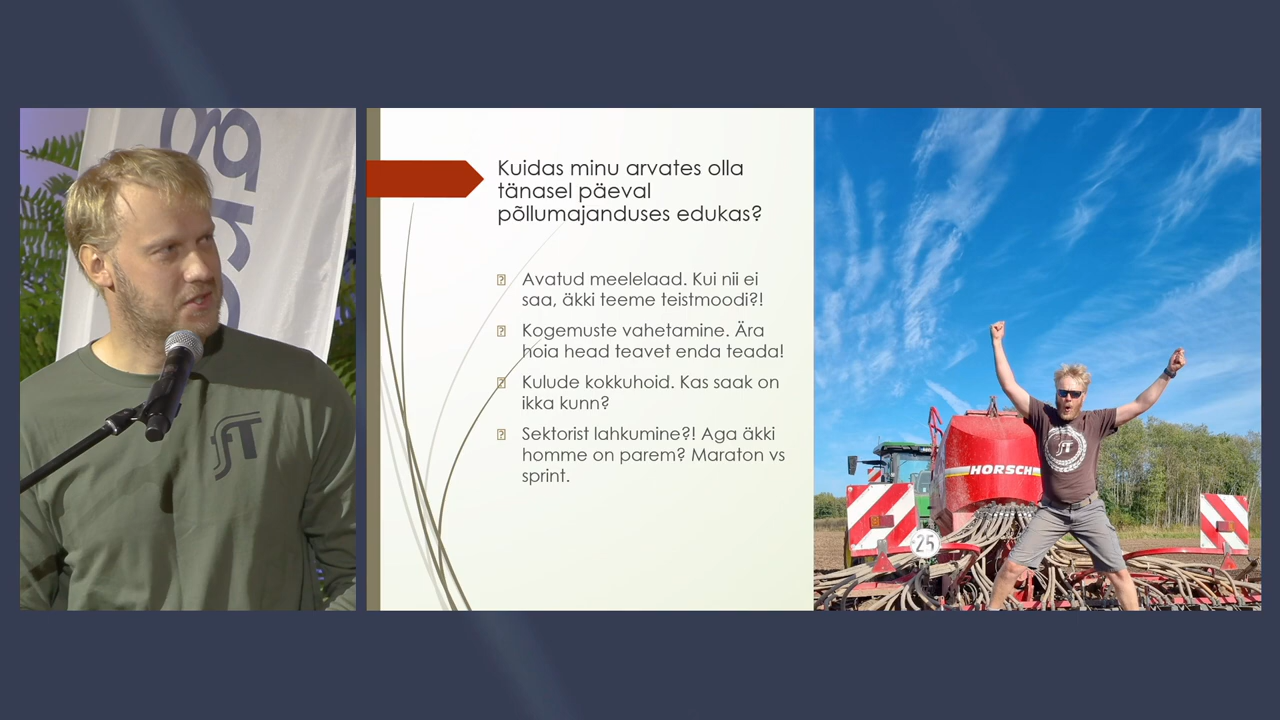 Kuidas minu arvates olla
tänasel päeval
põllumajanduses edukas?
Avatud meelelaad. Kui nii ei
saa, äkki teeme teistmoodi?!
Kogemuste vahetamine. Ära
hoia head teavet enda teada!
Kulude kokkuhoid. Kas saak on
ikka kunn?
Sektorist lahkumine?! Aga äkki
homme on parem? Maraton vs
sprint.
HORSCH
25